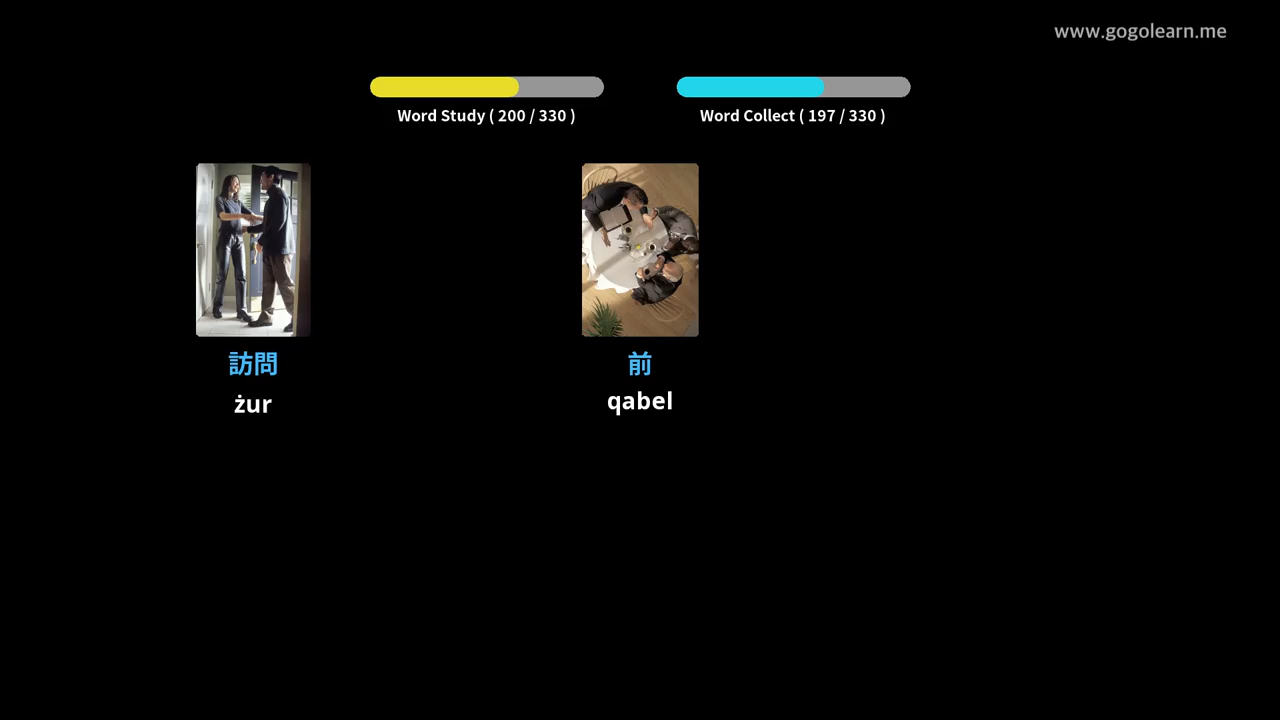 www.gogolearn.me
Word Study ( 200 / 330 )
Word Collect ( 197 / 330 )
訪問
żur
前
qabel